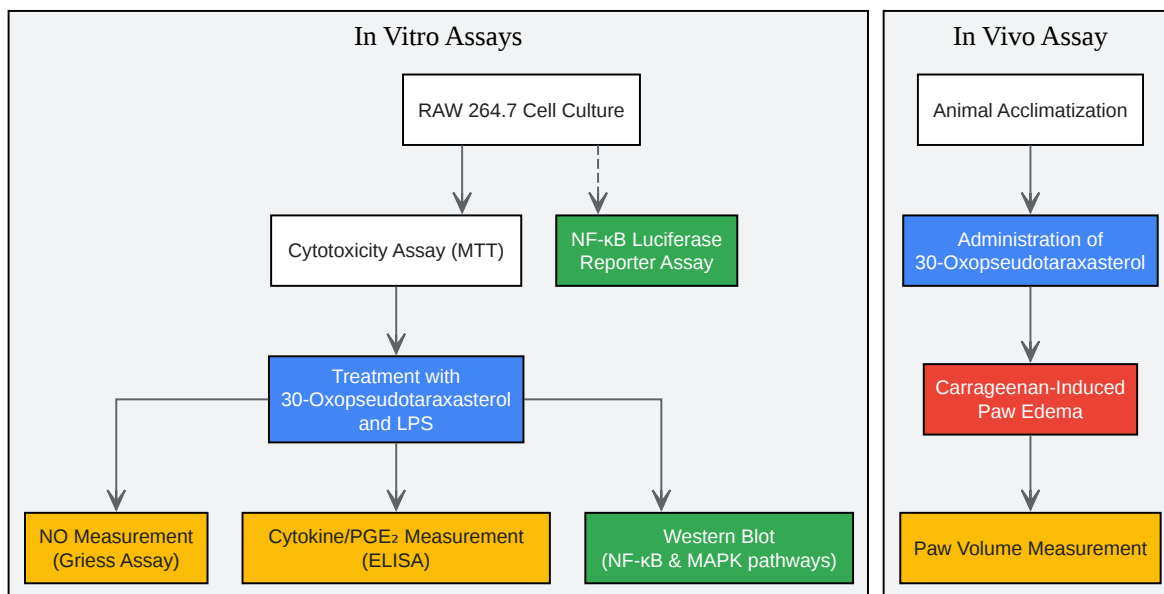 In Vitro Assays
RAW 264.7 Cell Culture
Cytotoxicity Assay (MTT)
NF-κB Luciferase
Reporter Assay
Treatment with
30-Oxopseudotaraxasterol
and LPS
NO Measurement
(Griess Assay)
Cytokine/PGE₂ Measurement
(ELISA)
Western Blot
(NF-κB & MAPK pathways)
In Vivo Assay
Animal Acclimatization
Administration of
30-Oxopseudotaraxasterol
Carrageenan-Induced
Paw Edema
Paw Volume Measurement